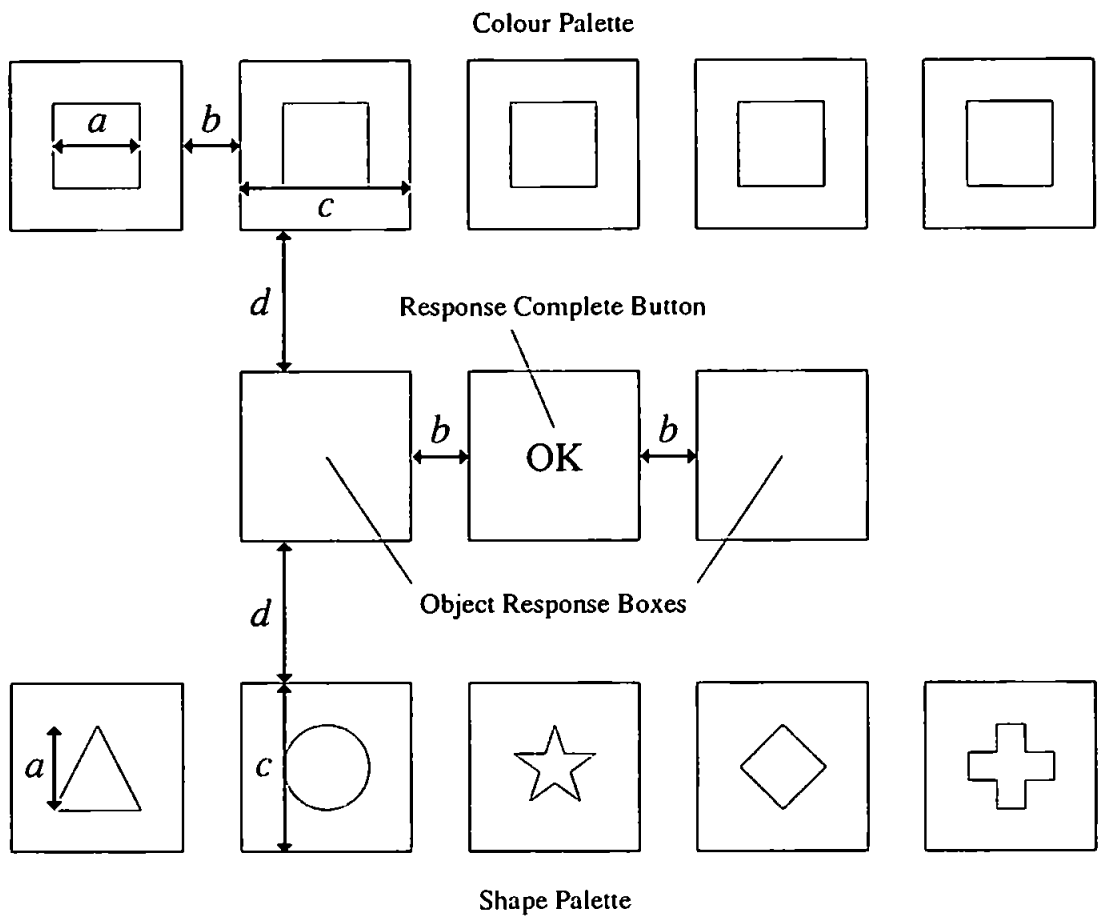 Colour Palette
a
b
c
d
Response Complete Button
b
OK
b
Object Response Boxes
d
a
c
Shape Palette